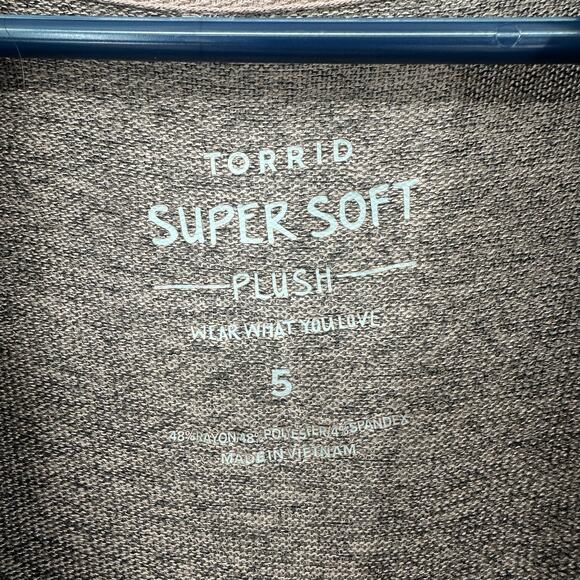 TORRID
SUPER SOFT
PLUSH
WEAR WHAT YOU LOVE
5
48% RAYON/48% POLYESTER/4% SPANDEX
MADE IN VIETNAM